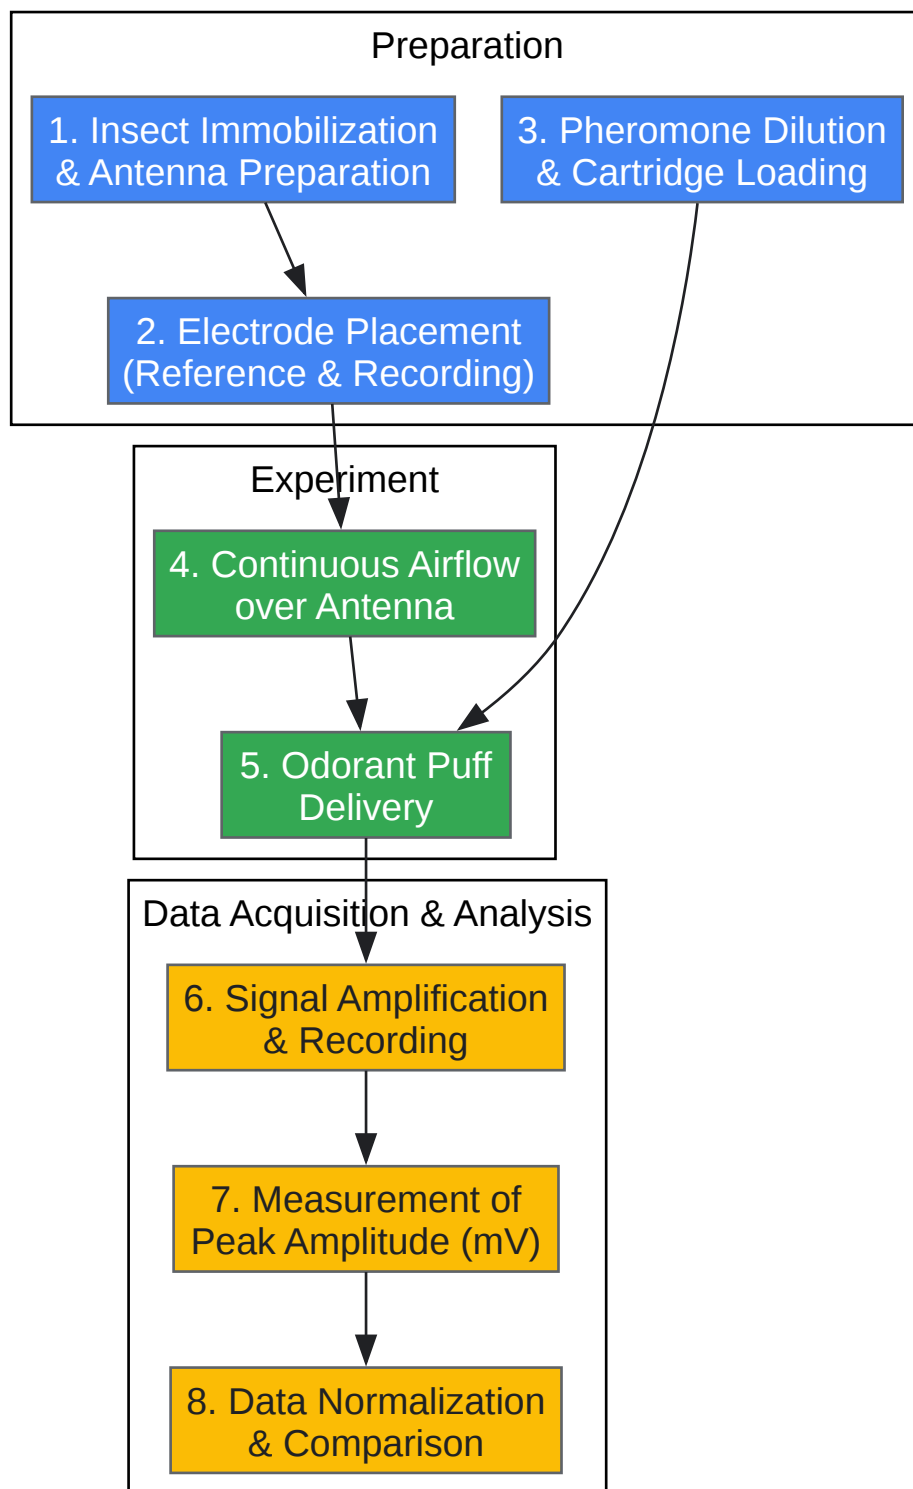 Preparation
1. Insect Immobilization
& Antenna Preparation
3. Pheromone Dilution
& Cartridge Loading
2. Electrode Placement
(Reference & Recording)
Experiment
4. Continuous Airflow
over Antenna
5. Odorant Puff
Delivery
Data Acquisition & Analysis
6. Signal Amplification
& Recording
7. Measurement of
Peak Amplitude (mV)
8. Data Normalization
& Comparison